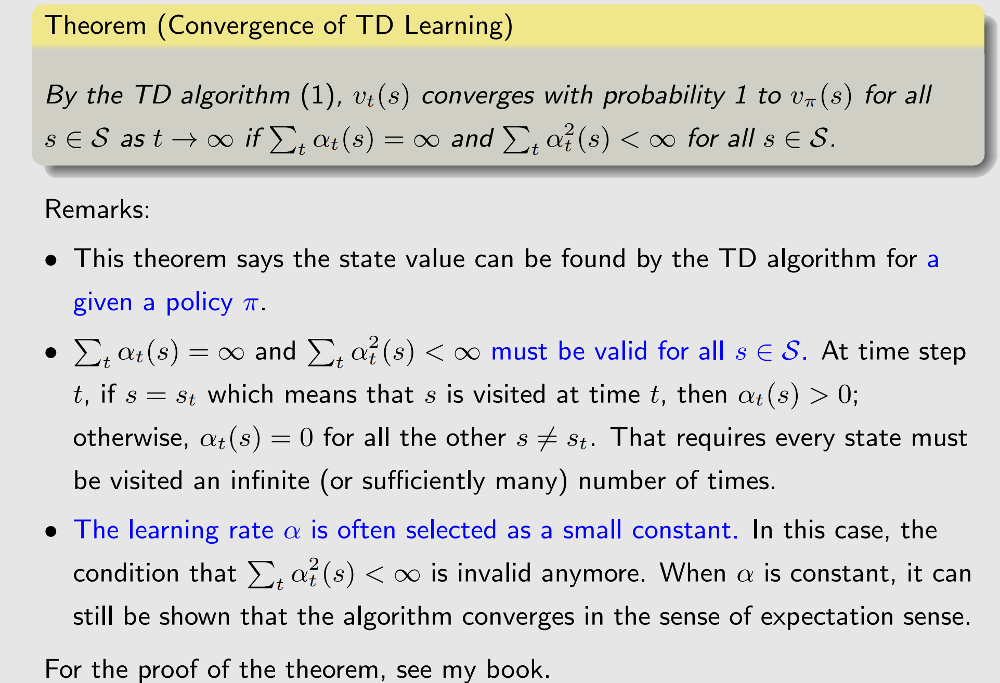 Theorem (Convergence of TD Learning)
By the TD algorithm (1), $v_t(s)$ converges with probability 1 to $v_\pi(s)$ for all
$s \in \mathcal{S}$ as $t \to \infty$ if $\sum_t \alpha_t(s) = \infty$ and $\sum_t \alpha_t^2(s) < \infty$ for all $s \in \mathcal{S}$.
Remarks:
• This theorem says the state value can be found by the TD algorithm for a
given a policy $\pi$.
• $\sum_t \alpha_t(s) = \infty$ and $\sum_t \alpha_t^2(s) < \infty$ must be valid for all $s \in \mathcal{S}$. At time step
$t$, if $s = s_t$ which means that $s$ is visited at time $t$, then $\alpha_t(s) > 0$;
otherwise, $\alpha_t(s) = 0$ for all the other $s \neq s_t$. That requires every state must
be visited an infinite (or sufficiently many) number of times.
• The learning rate $\alpha$ is often selected as a small constant. In this case, the
condition that $\sum_t \alpha_t^2(s) < \infty$ is invalid anymore. When $\alpha$ is constant, it can
still be shown that the algorithm converges in the sense of expectation sense.
For the proof of the theorem, see my book.